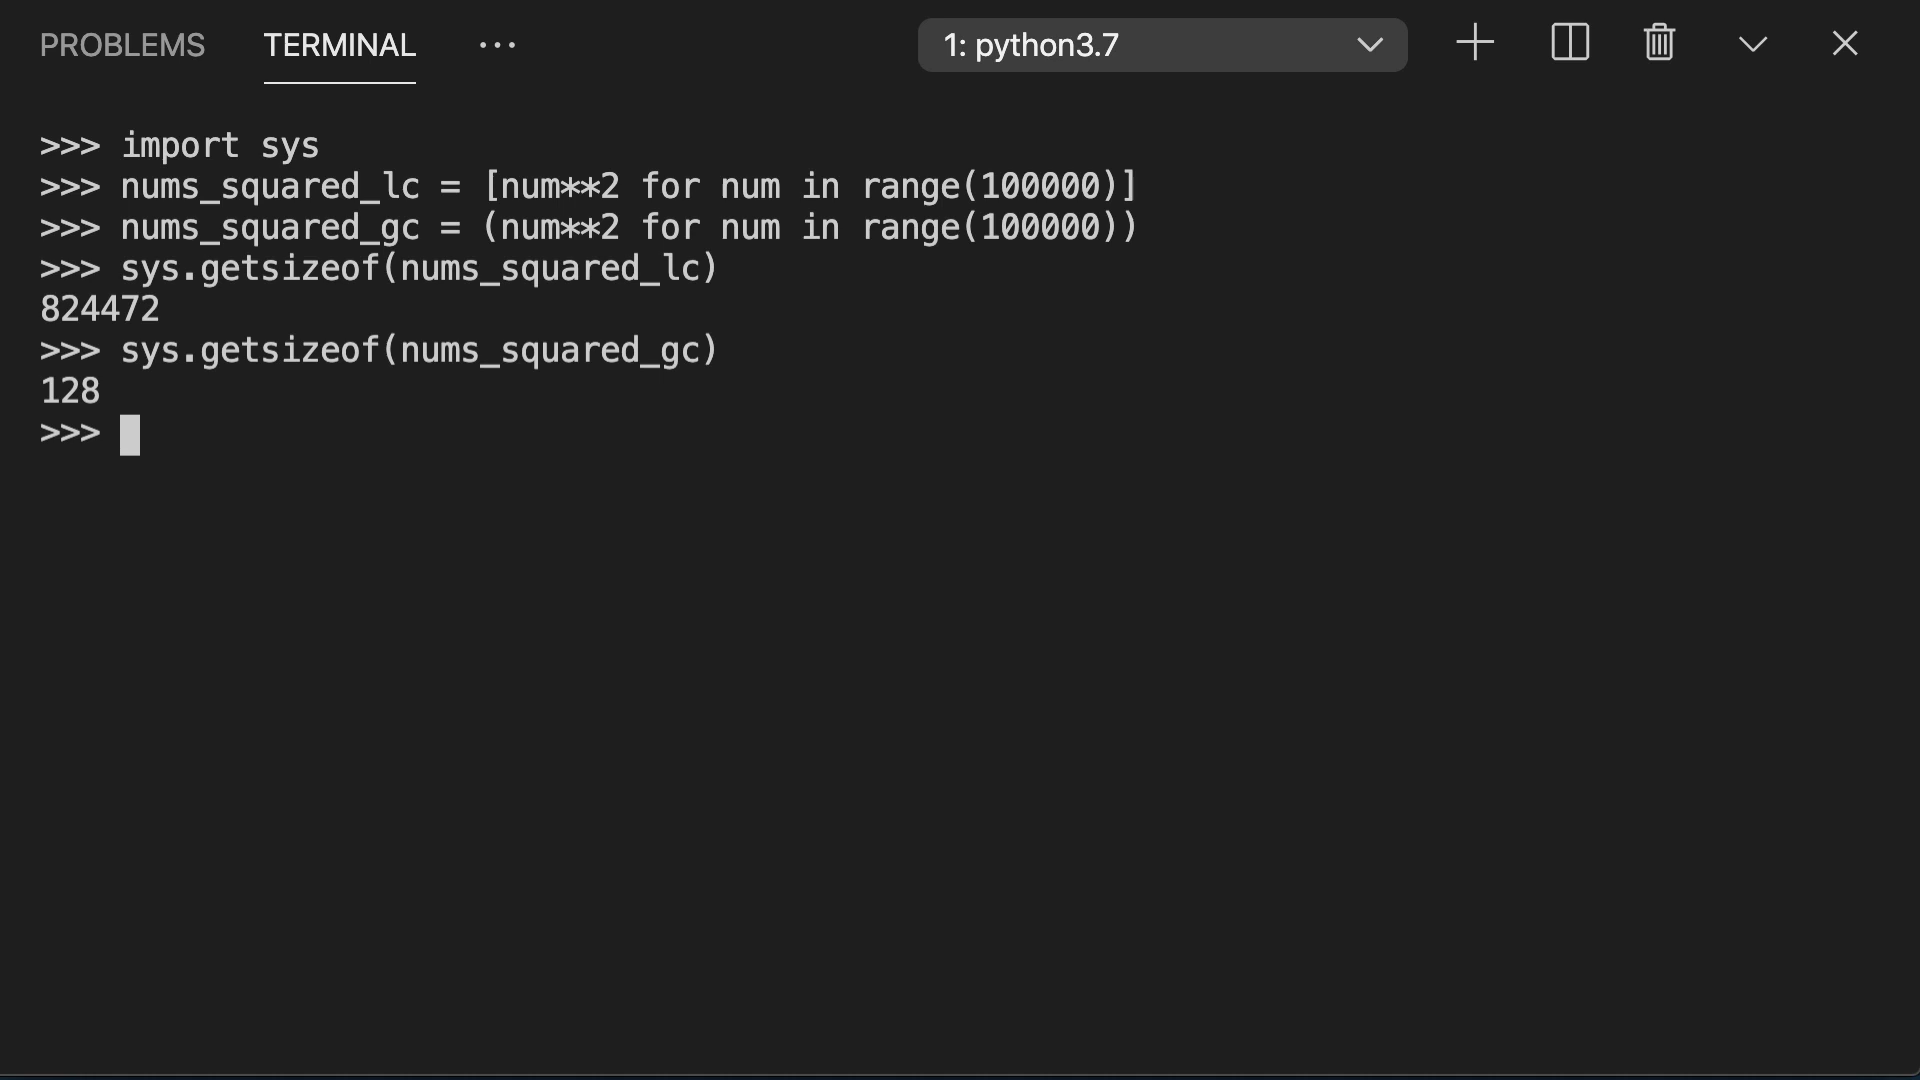 PROBLEMS TERMINAL ... 1: python3.7
>>> import sys
>>> nums_squared_lc = [num**2 for num in range(100000)]
>>> nums_squared_gc = (num**2 for num in range(100000))
>>> sys.getsizeof(nums_squared_lc)
824472
>>> sys.getsizeof(nums_squared_gc)
128
>>>